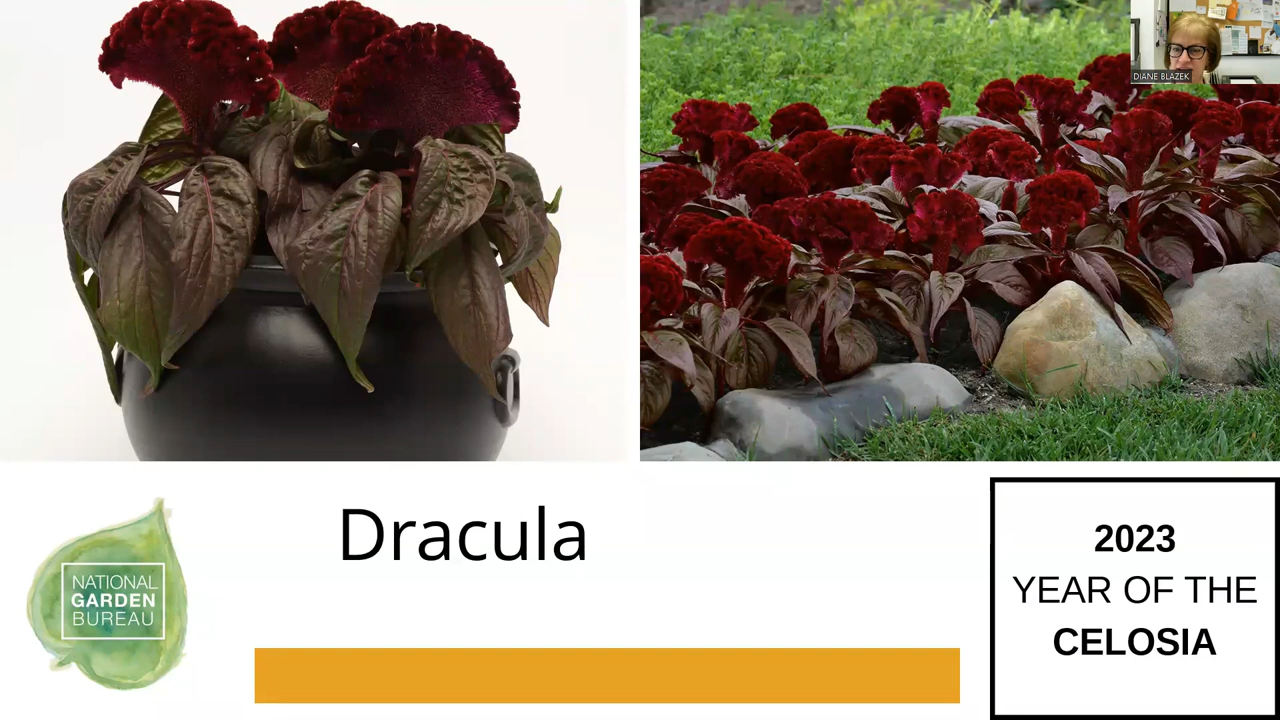 DIANE BLAZEK
Dracula
NATIONAL
GARDEN
BUREAU
2023
YEAR OF THE
CELOSIA